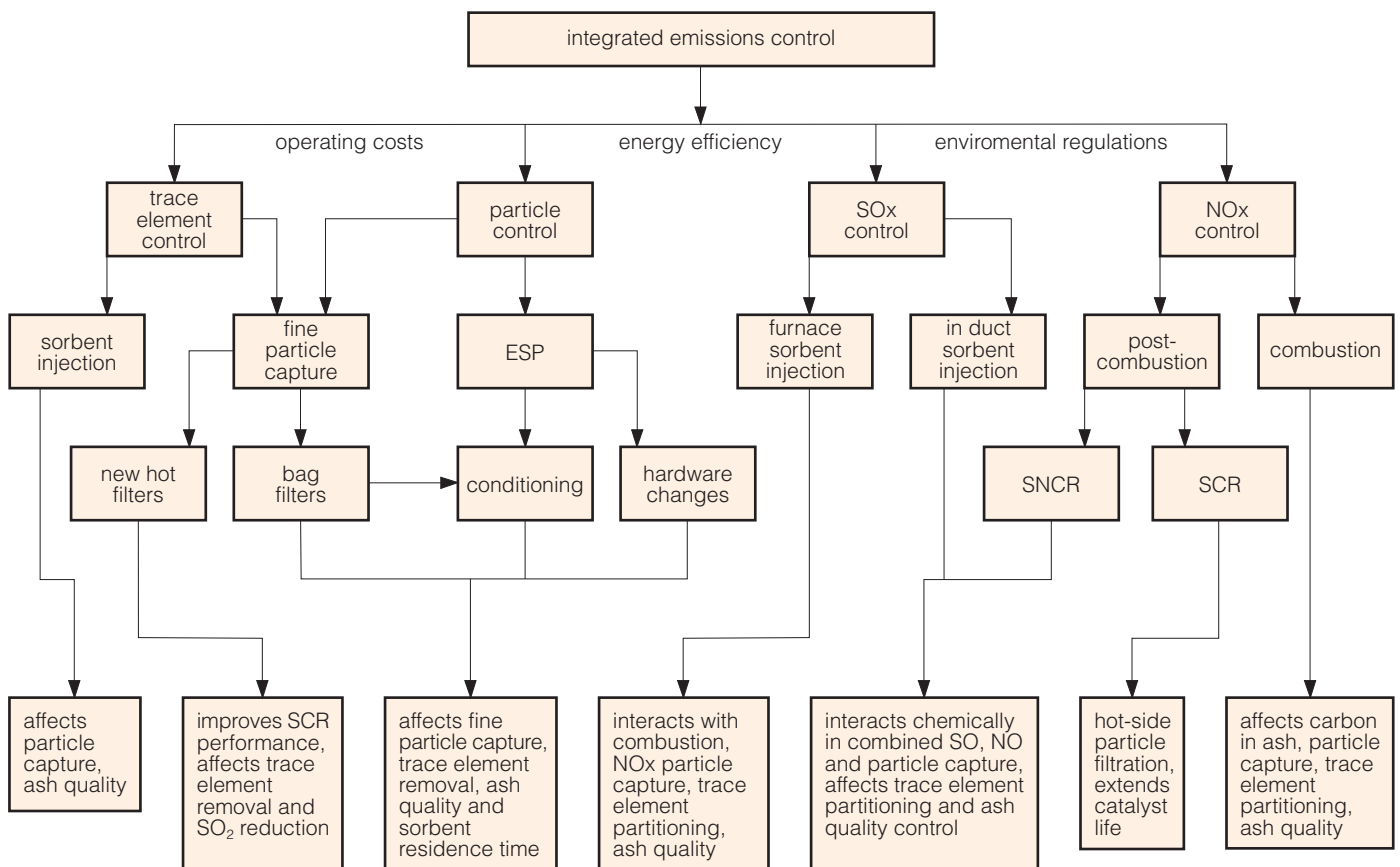 integrated emissions control
operating costs
energy efficiency
enviromental regulations
trace
element
control
particle
control
SOx
control
NOx
control
sorbent
injection
fine
particle
capture
ESP
furnace
sorbent
injection
in duct
sorbent
injection
post-
combustion
combustion
new hot
filters
bag
filters
conditioning
hardware
changes
SNCR
SCR
affects
particle
capture,
ash quality
improves SCR
performance,
affects trace
element
removal and
SO₂ reduction
affects fine
particle capture,
trace element
removal, ash
quality and
sorbent
residence time
interacts with
combustion,
NOx particle
capture, trace
element
partitioning,
ash quality
interacts chemically
in combined SO, NO
and particle capture,
affects trace element
partitioning and ash
quality control
hot-side
particle
filtration,
extends
catalyst
life
affects carbon
in ash, particle
capture, trace
element
partitioning,
ash quality